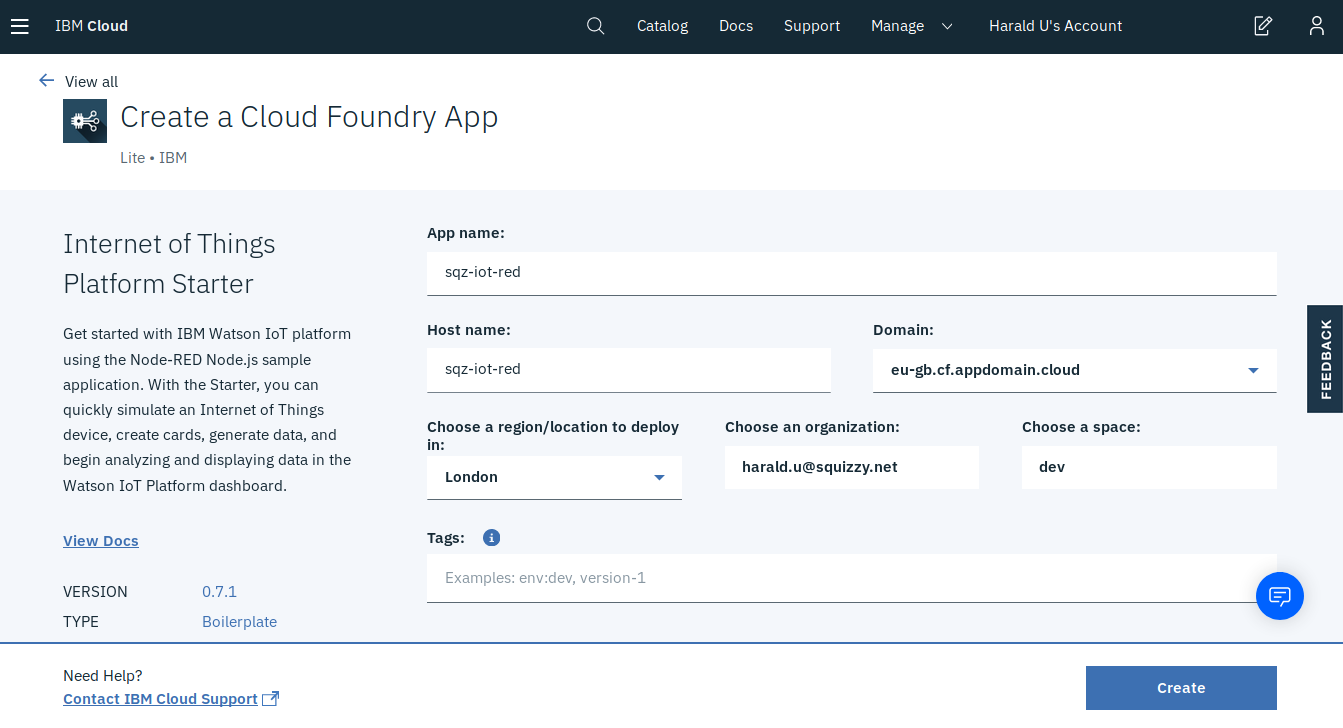 IBM Cloud
Catalog
Docs
Support
Manage
Harald U's Account
View all
Create a Cloud Foundry App
Lite • IBM
Internet of Things
Platform Starter
Get started with IBM Watson IoT platform
using the Node-RED Node.js sample
application. With the Starter, you can
quickly simulate an Internet of Things
device, create cards, generate data, and
begin analyzing and displaying data in the
Watson IoT Platform dashboard.
View Docs
VERSION 0.7.1
TYPE Boilerplate
App name:
sqz-iot-red
Host name:
sqz-iot-red
Domain:
eu-gb.cf.appdomain.cloud
Choose a region/location to deploy
in:
London
Choose an organization:
harald.u@squizzy.net
Choose a space:
dev
Tags:
Examples: env:dev, version-1
FEEDBACK
Need Help?
Contact IBM Cloud Support
Create